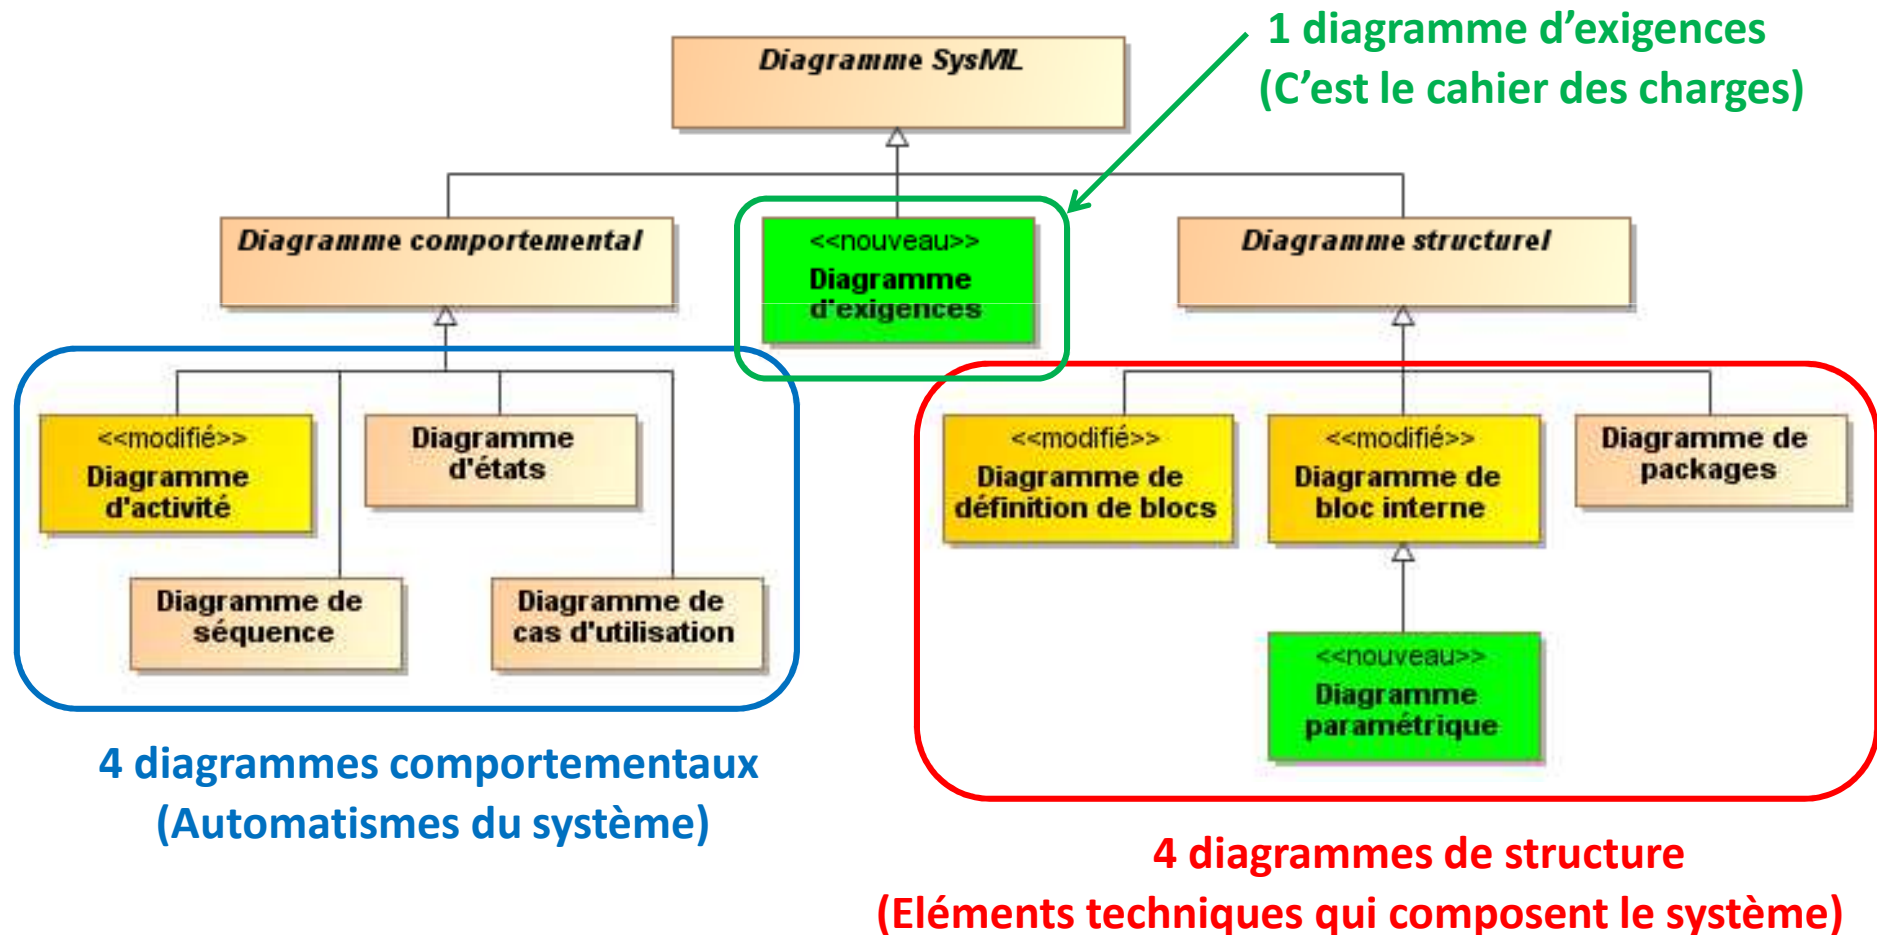 1 diagramme d’exigences
(C’est le cahier des charges)
Diagramme SysML
Diagramme comportemental
<<nouveau>>
Diagramme
d'exigences
Diagramme structurel
<<modifié>>
Diagramme
d'activité
Diagramme
d'états
Diagramme de
séquence
Diagramme de
cas d'utilisation
<<modifié>>
Diagramme de
définition de blocs
<<modifié>>
Diagramme de
bloc interne
Diagramme de
packages
<<nouveau>>
Diagramme
paramétrique
4 diagrammes comportementaux
(Automatismes du système)
4 diagrammes de structure
(Eléments techniques qui composent le système)